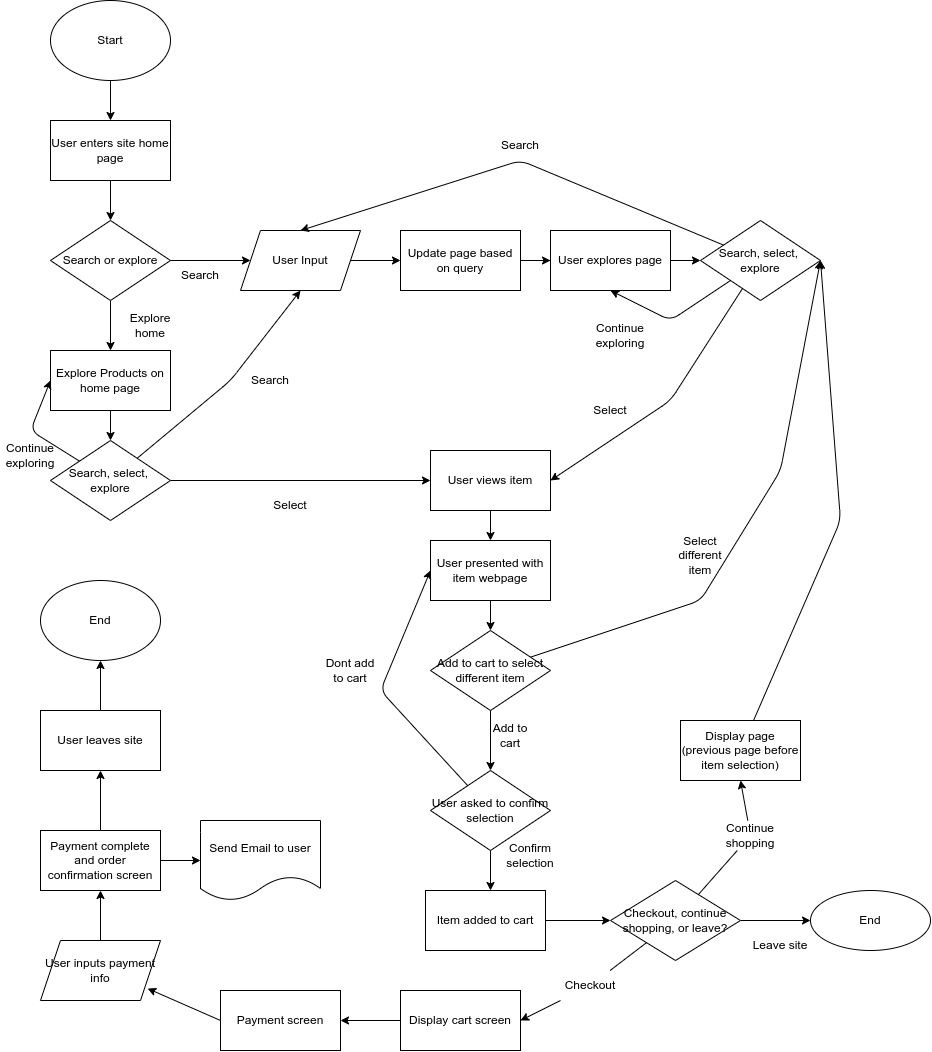 Start
User enters site home
page
Search
Search or explore
Search
User Input
Update page based
on query
User explores page
Search, select,
explore
Explore
home
Continue
exploring
Explore Products on
home page
Search
Select
Continue
exploring
Search, select,
explore
Select
User views item
User presented with
item webpage
Select
different
item
End
Dont add
to cart
Add to cart to select
different item
User leaves site
Add to
cart
Display page
(previous page before
item selection)
User asked to confirm
selection
Continue
shopping
Payment complete
and order
confirmation screen
Send Email to user
Confirm
selection
Item added to cart
Checkout, continue
shopping, or leave?
End
Leave site
User inputs payment
info
Checkout
Payment screen
Display cart screen